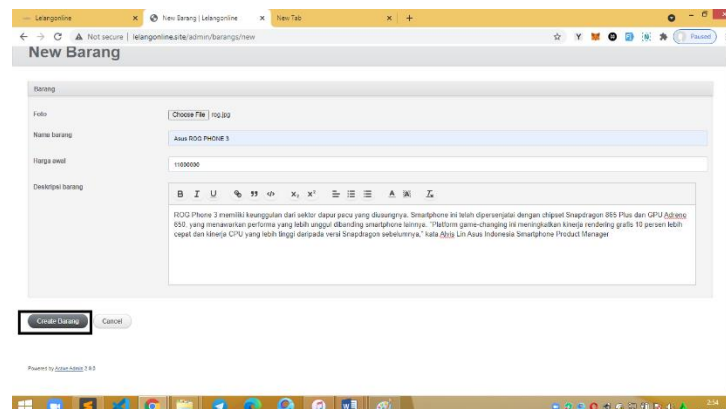 Lelangonline
New Barang | Lelangonline
New Tab
Not secure | lelangonline.site/admin/barangs/new
Paused
New Barang
Barang
Foto
Choose File rog.jpg
Nama barang
Asus ROG PHONE 3
Harga awal
11000000
Deskripsi barang
ROG Phone 3 memiliki keunggulan dari sektor dapur pacu yang diusungnya. Smartphone ini telah dipersenjatai dengan chipset Snapdragon 865 Plus dan GPU Adreno
650, yang menawarkan performa yang lebih unggul dibanding smartphone lainnya. "Platform game-changing ini meningkatkan kinerja rendering grafis 10 persen lebih
cepat dan kinerja CPU yang lebih tinggi daripada versi Snapdragon sebelumnya," kata Alvis Lin Asus Indonesia Smartphone Product Manager
Create Barang
Cancel
Powered by Active Admin 2.9.0
2:54